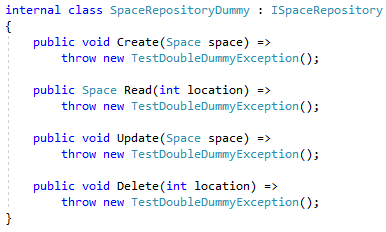 internal class SpaceRepositoryDummy : ISpaceRepository
{
    public void Create(Space space) =>
        throw new TestDoubleDummyException();

    public Space Read(int location) =>
        throw new TestDoubleDummyException();

    public void Update(Space space) =>
        throw new TestDoubleDummyException();

    public void Delete(int location) =>
        throw new TestDoubleDummyException();
}